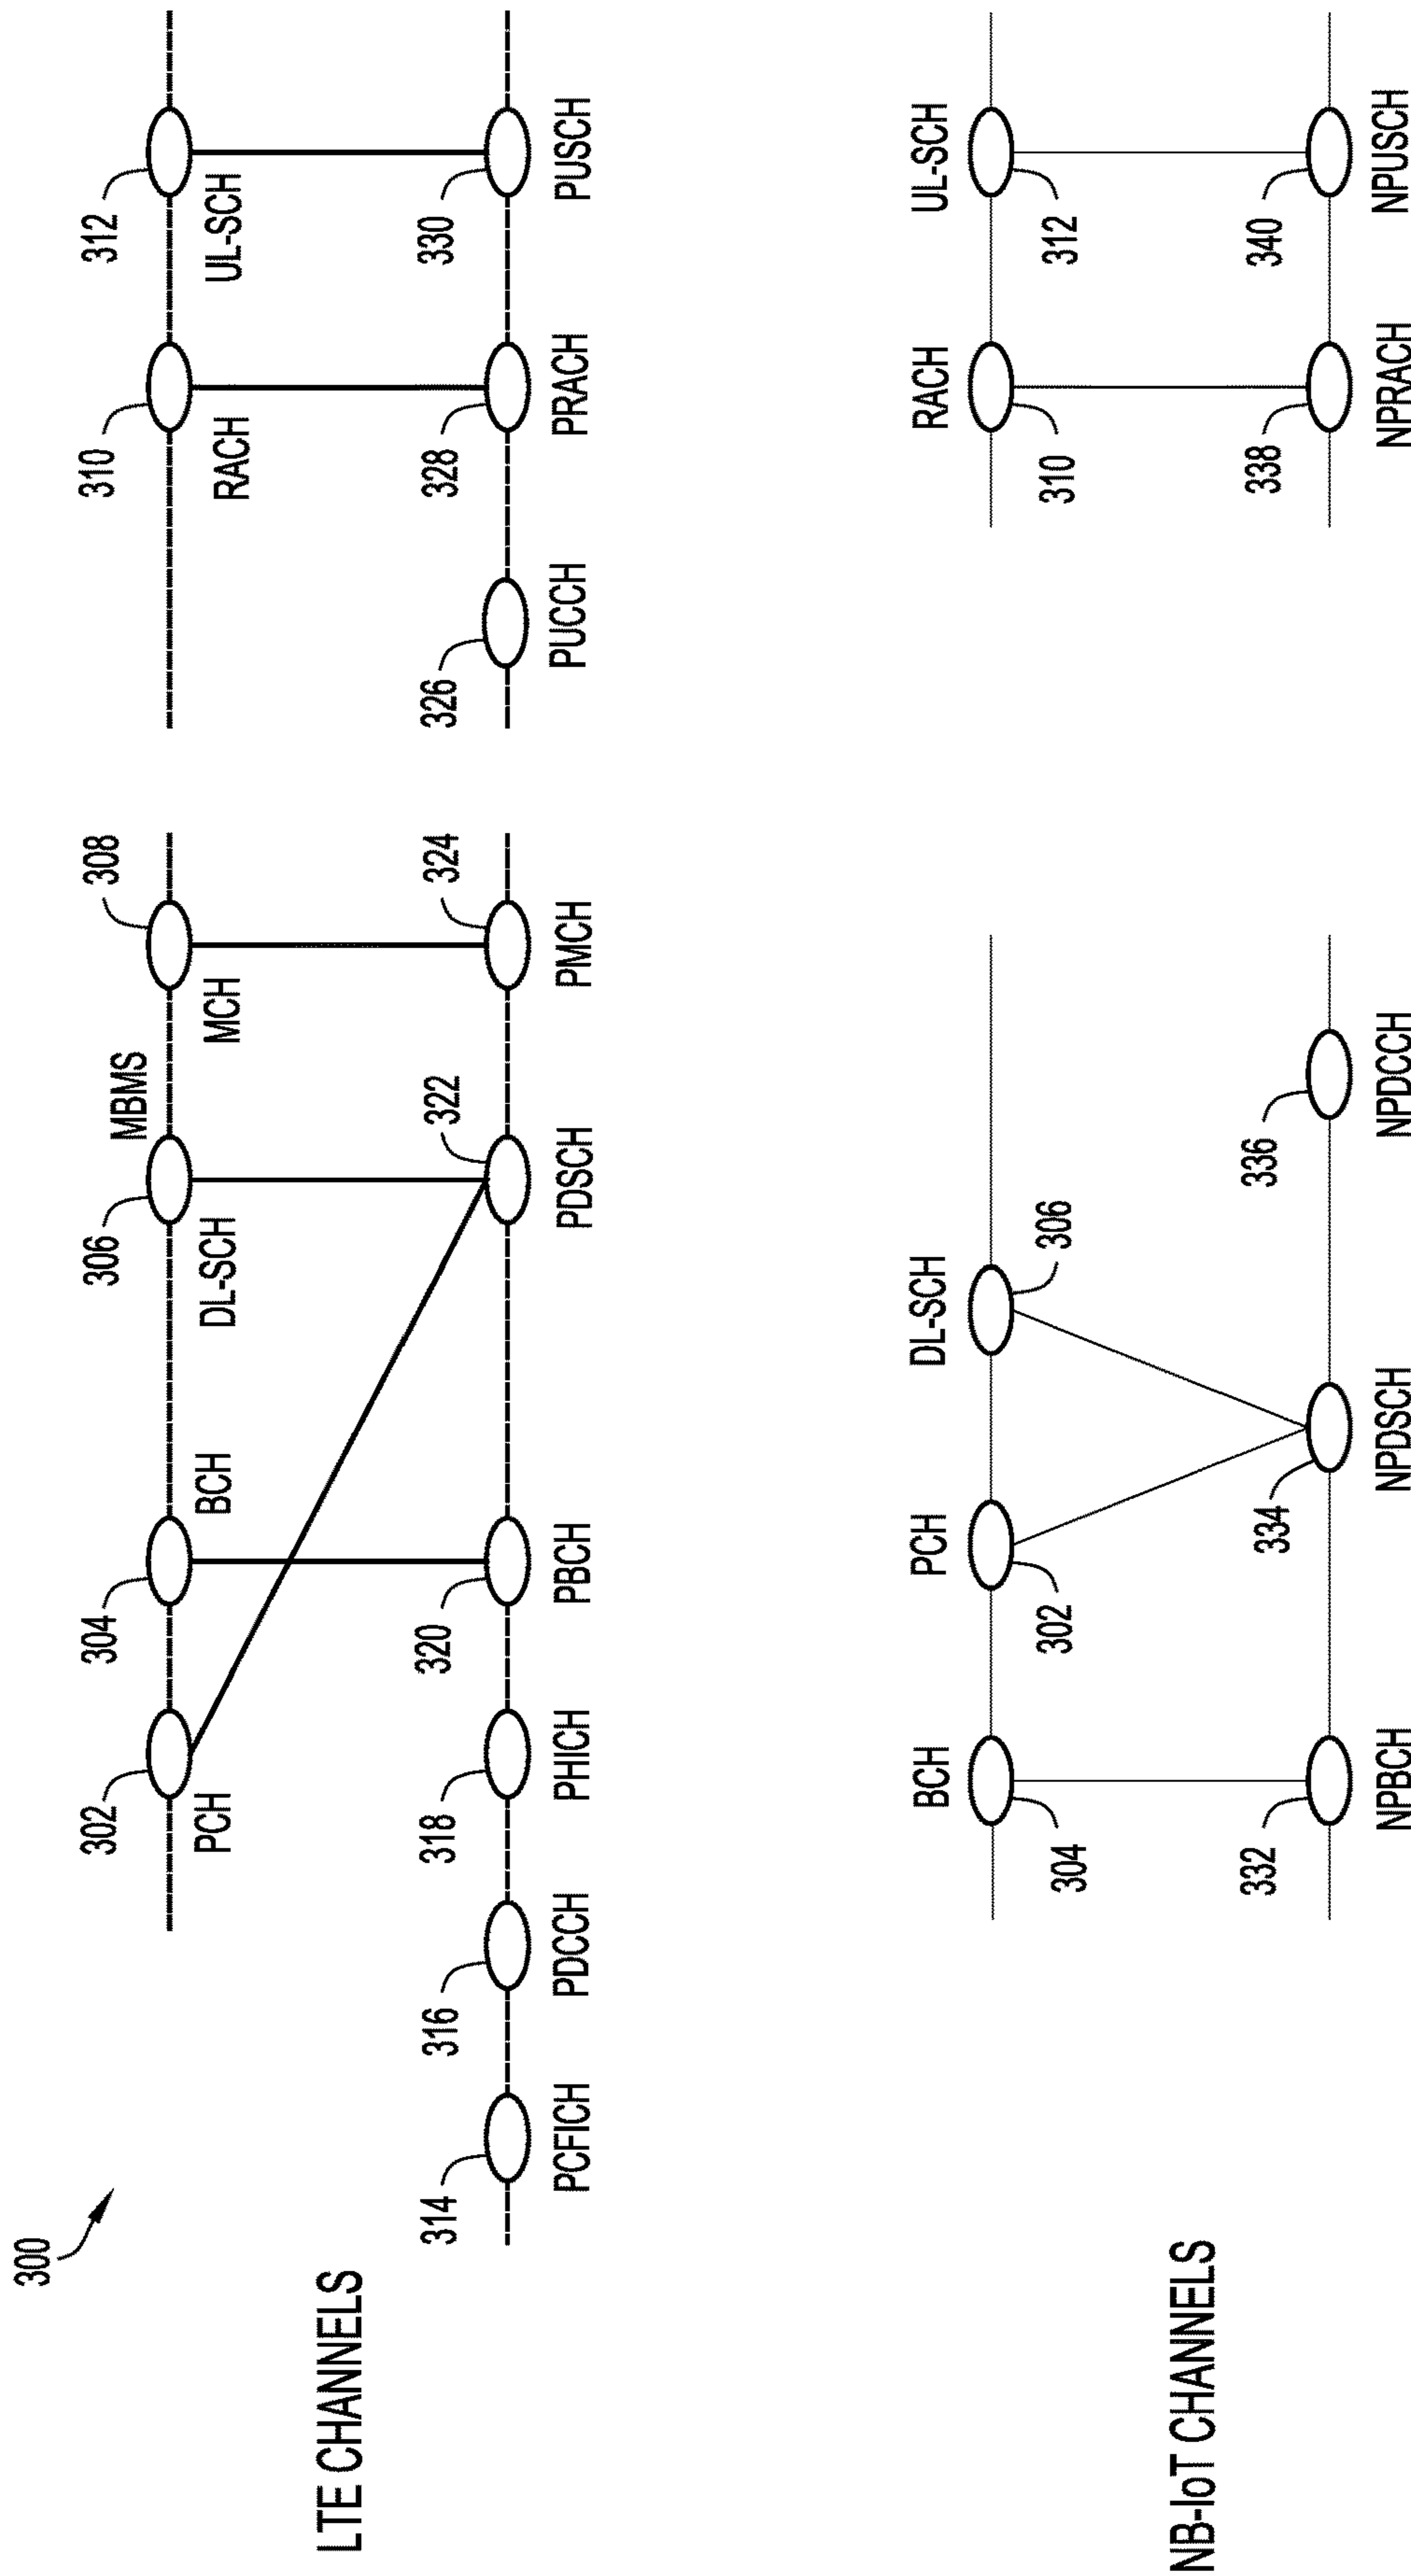 300
LTE CHANNELS
302
304
306
MBMS
308
310
312
PCH
BCH
DL-SCH
MCH
RACH
UL-SCH
314
316
318
320
322
324
326
328
330
PCFICH
PDCCH
PHICH
PBCH
PDSCH
PMCH
PUCCH
PRACH
PUSCH
NB-IoT CHANNELS
BCH
PCH
DL-SCH
RACH
UL-SCH
304
302
306
310
312
332
334
336
338
340
NPBCH
NPDSCH
NPDCCH
NPRACH
NPUSCH